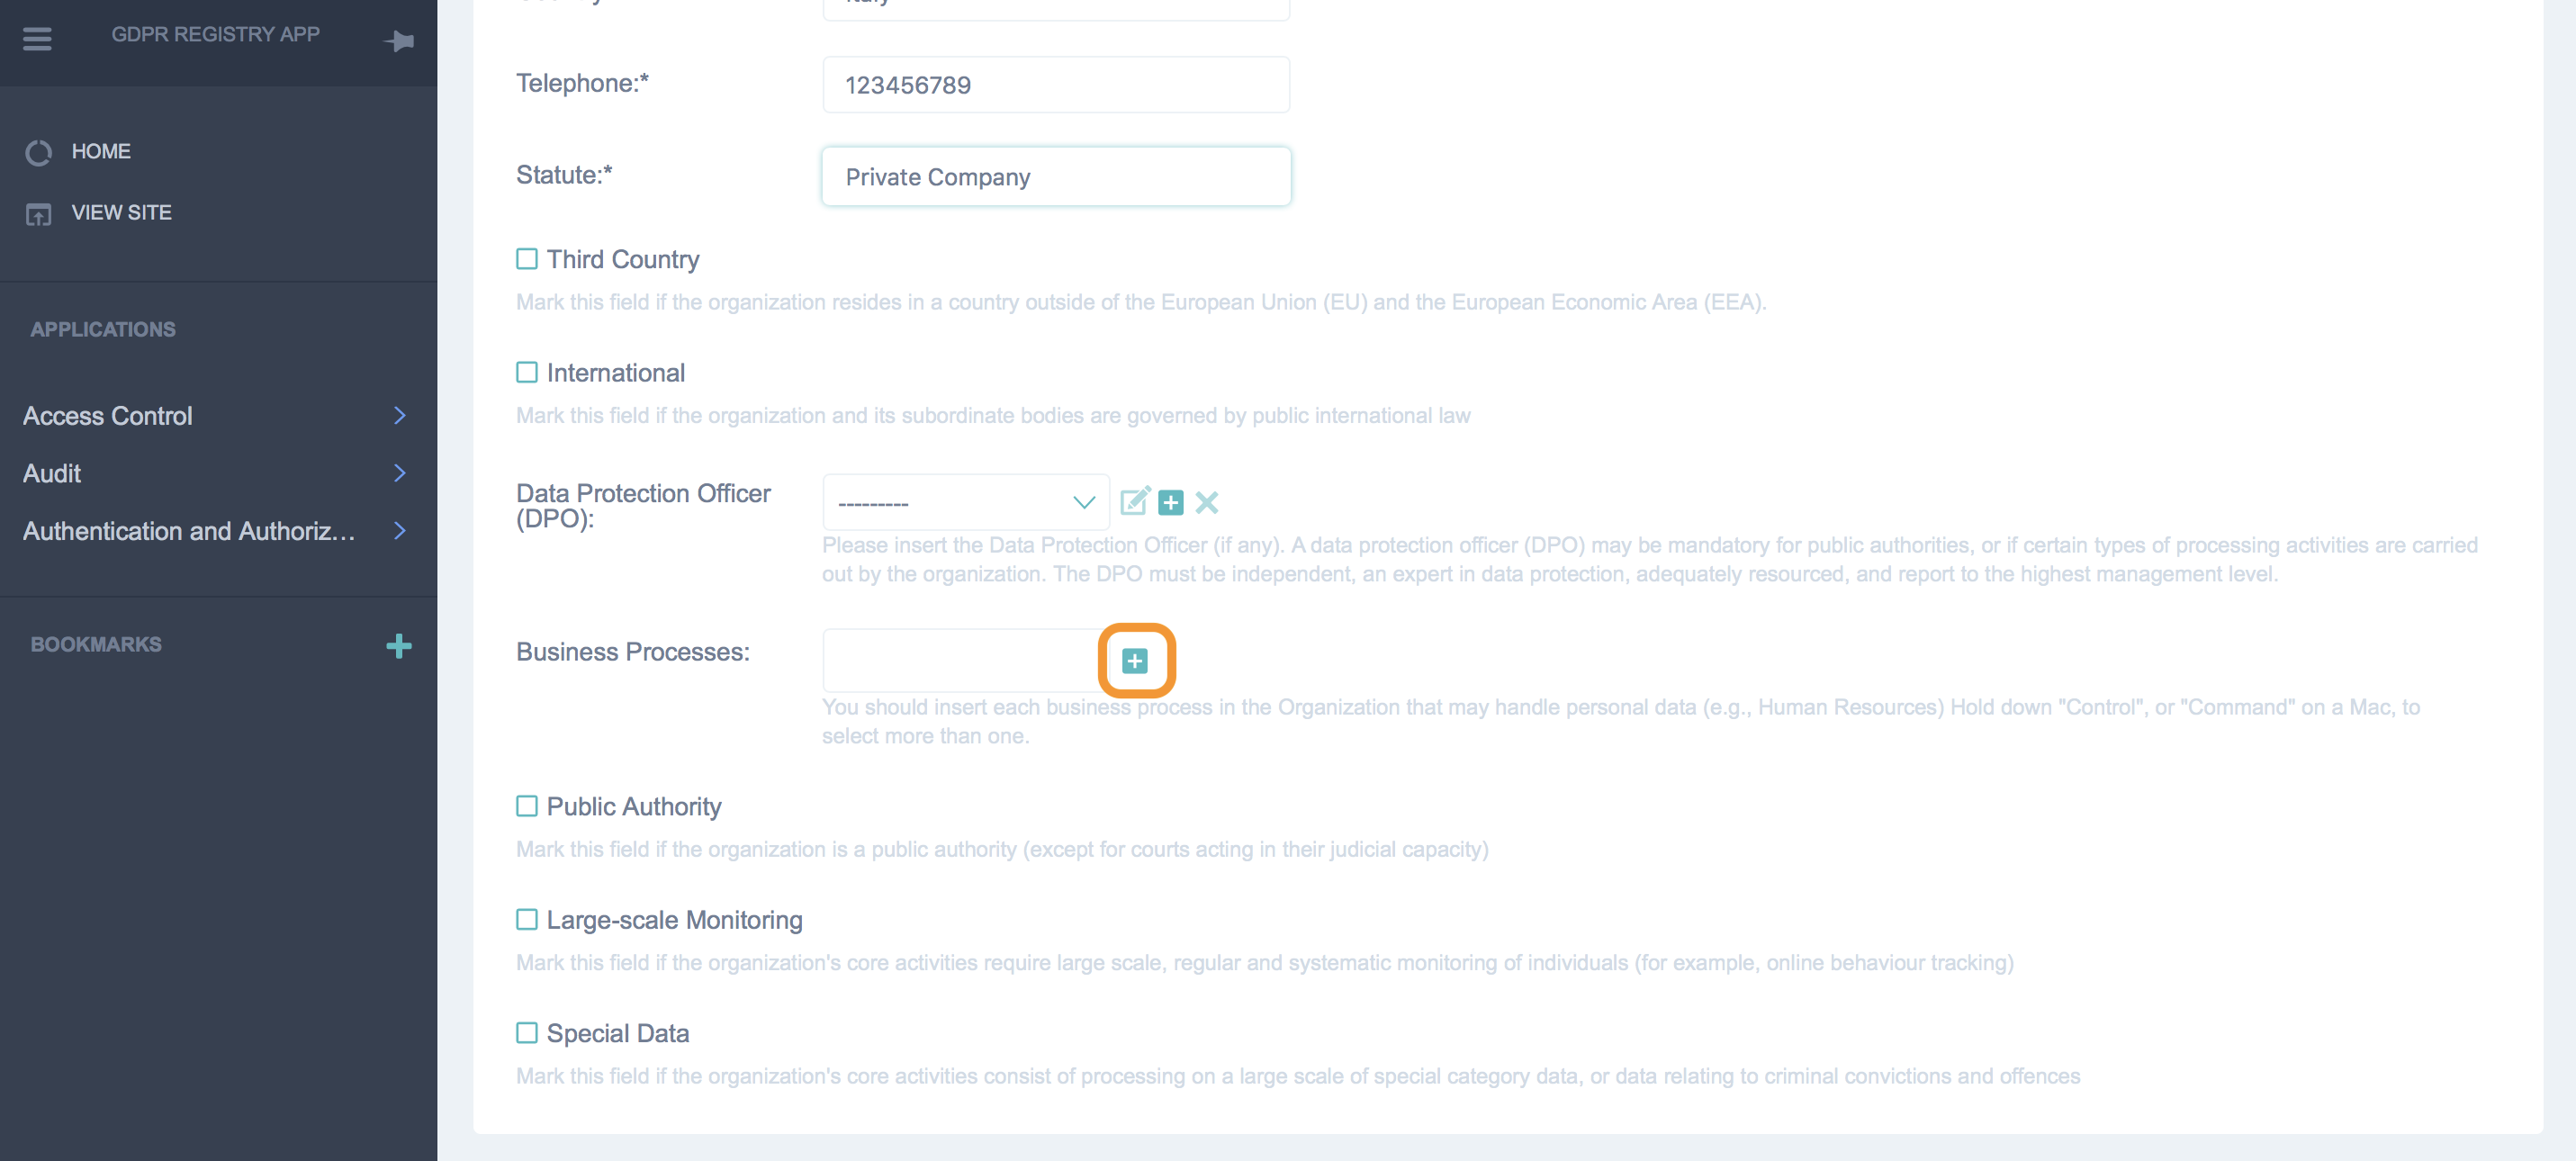 GDPR REGISTRY APP
HOME
VIEW SITE
APPLICATIONS
Access Control
Audit
Authentication and Authoriz...
BOOKMARKS
Telephone:*
123456789
Statute:*
Private Company
Third Country
Mark this field if the organization resides in a country outside of the European Union (EU) and the European Economic Area (EEA).
International
Mark this field if the organization and its subordinate bodies are governed by public international law
Data Protection Officer
(DPO):
---------
Please insert the Data Protection Officer (if any). A data protection officer (DPO) may be mandatory for public authorities, or if certain types of processing activities are carried
out by the organization. The DPO must be independent, an expert in data protection, adequately resourced, and report to the highest management level.
Business Processes:
You should insert each business process in the Organization that may handle personal data (e.g., Human Resources) Hold down "Control", or "Command" on a Mac, to
select more than one.
Public Authority
Mark this field if the organization is a public authority (except for courts acting in their judicial capacity)
Large-scale Monitoring
Mark this field if the organization's core activities require large scale, regular and systematic monitoring of individuals (for example, online behaviour tracking)
Special Data
Mark this field if the organization's core activities consist of processing on a large scale of special category data, or data relating to criminal convictions and offences